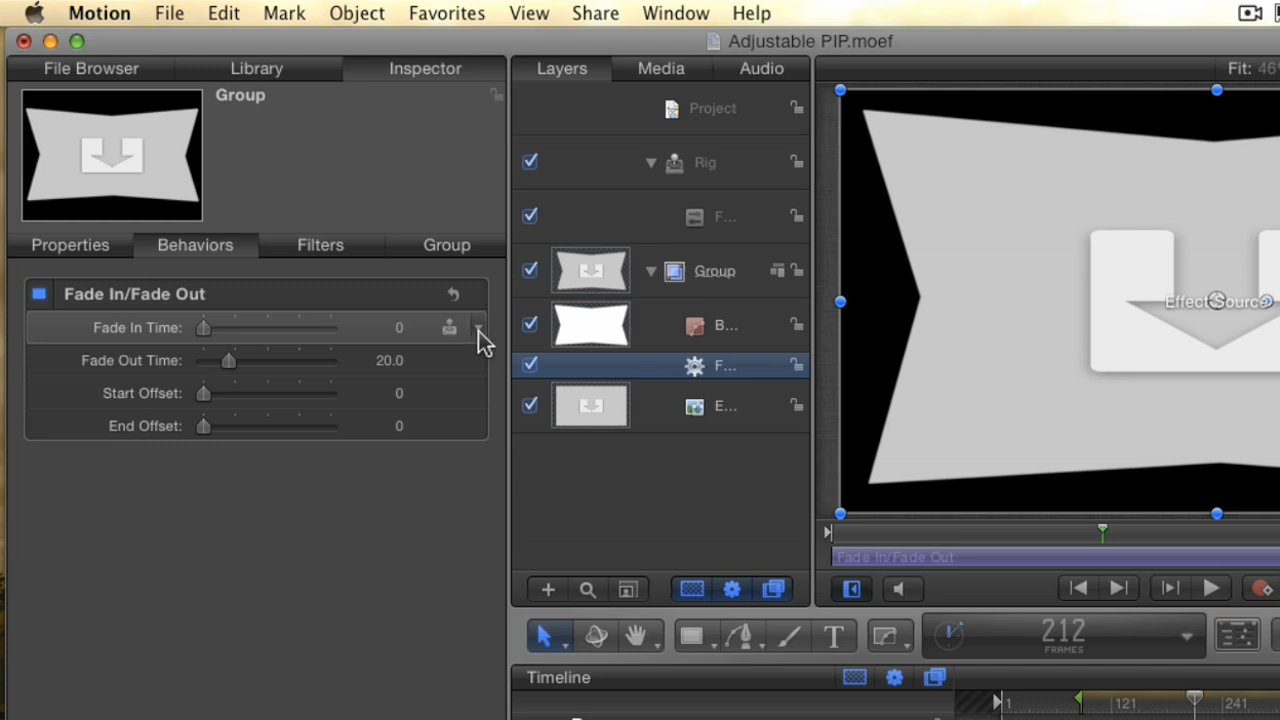 Motion File Edit Mark Object Favorites View Share Window Help
Adjustable PIP.moef
File Browser Library Inspector
Layers Media Audio
Fit: 46
Group
Project
Rig
F...
Properties Behaviors Filters Group
Group
Fade In/Fade Out
Effect Source
Fade In Time: 0
B...
Fade Out Time: 20.0
F...
Start Offset: 0
E...
End Offset: 0
Fade In/Fade Out
T
212
FRAMES
Timeline
1 121 241